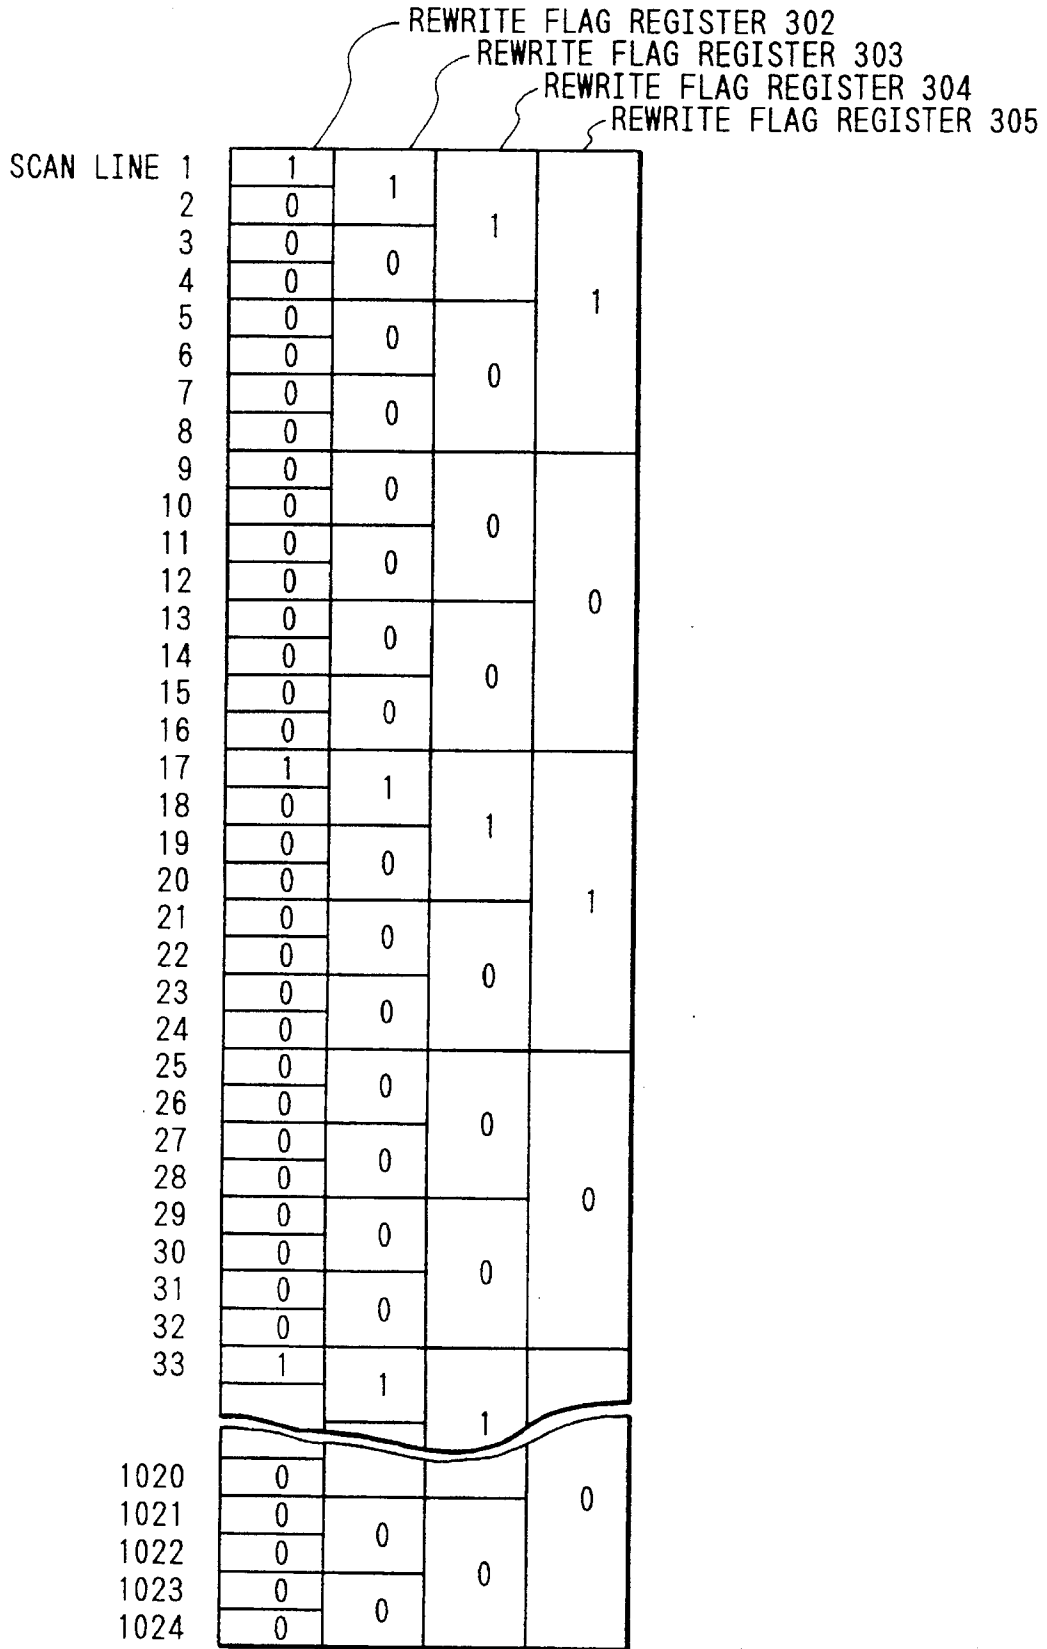 REWRITE FLAG REGISTER 302
REWRITE FLAG REGISTER 303
REWRITE FLAG REGISTER 304
REWRITE FLAG REGISTER 305
SCAN LINE 1 1 1 1 1
2 0
3 0 0
4 0
5 0 0 0
6 0
7 0 0
8 0
9 0 0 0 0
10 0
11 0 0
12 0
13 0 0 0
14 0
15 0 0
16 0
17 1 1 1 1
18 0
19 0 0
20 0
21 0 0 0
22 0
23 0 0
24 0
25 0 0 0 0
26 0
27 0 0
28 0
29 0 0 0
30 0
31 0 0
32 0
33 1 1 1
1020 0 0
1021 0 0 0
1022 0
1023 0 0
1024 0